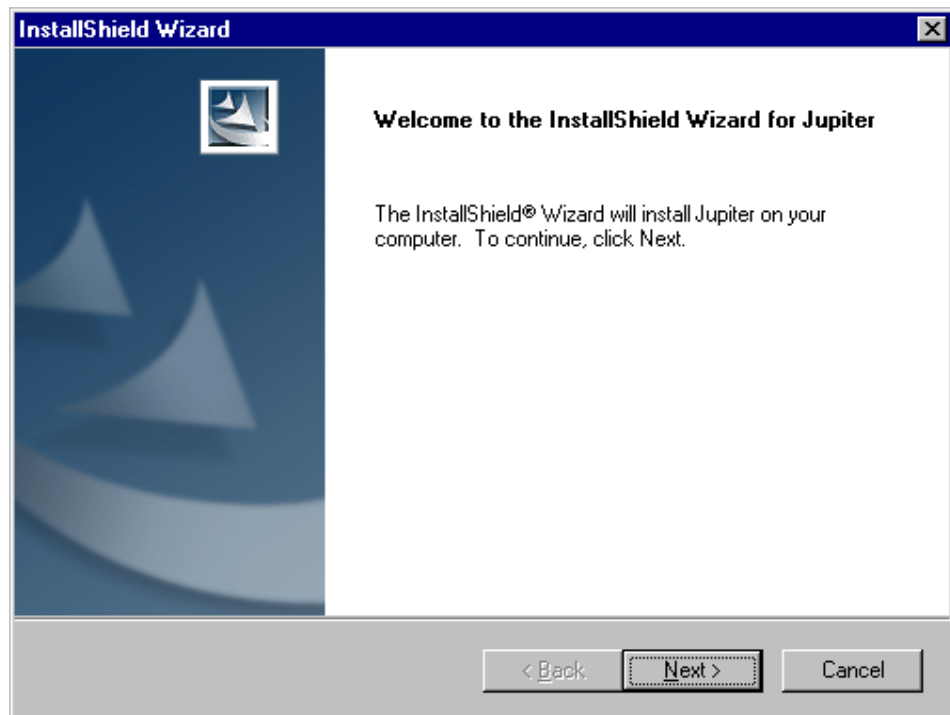 InstallShield Wizard
Welcome to the InstallShield Wizard for Jupiter
The InstallShield® Wizard will install Jupiter on your
computer.  To continue, click Next.
< Back
Next >
Cancel